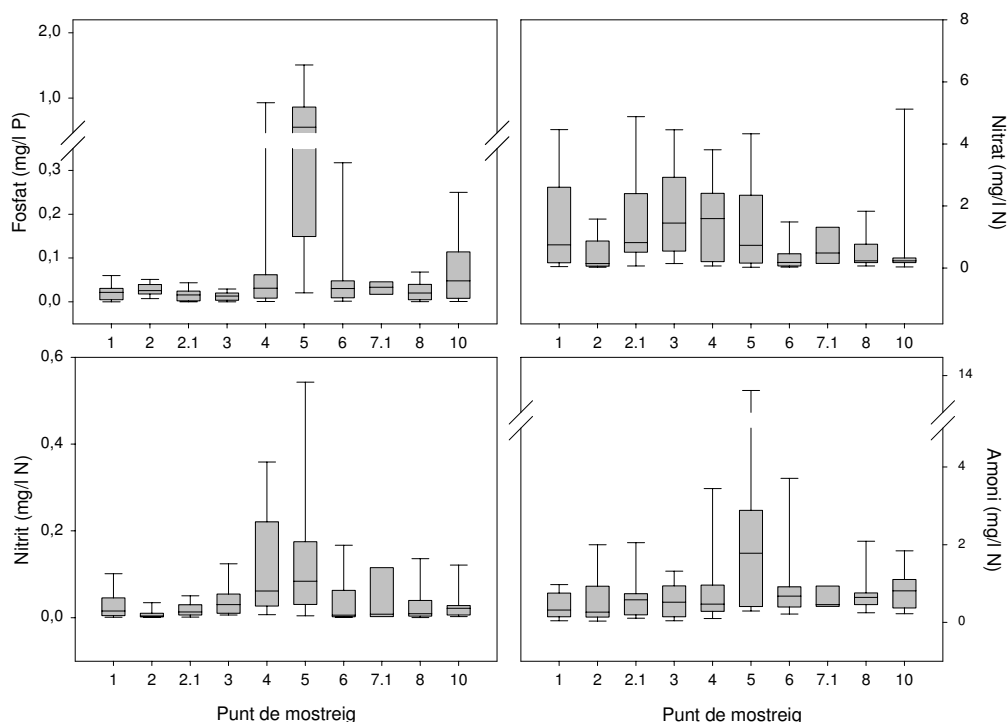 2,0
1,0
0,3
0,2
0,1
0,0
Fosfat (mg/l P)
1 2 2.1 3 4 5 6 7.1 8 10
8
6
4
2
0
Nitrat (mg/l N)
1 2 2.1 3 4 5 6 7.1 8 10
0,6
0,4
0,2
0,0
Nitrit (mg/l N)
1 2 2.1 3 4 5 6 7.1 8 10
Punt de mostreig
14
4
2
0
Amoni (mg/l N)
1 2 2.1 3 4 5 6 7.1 8 10
Punt de mostreig